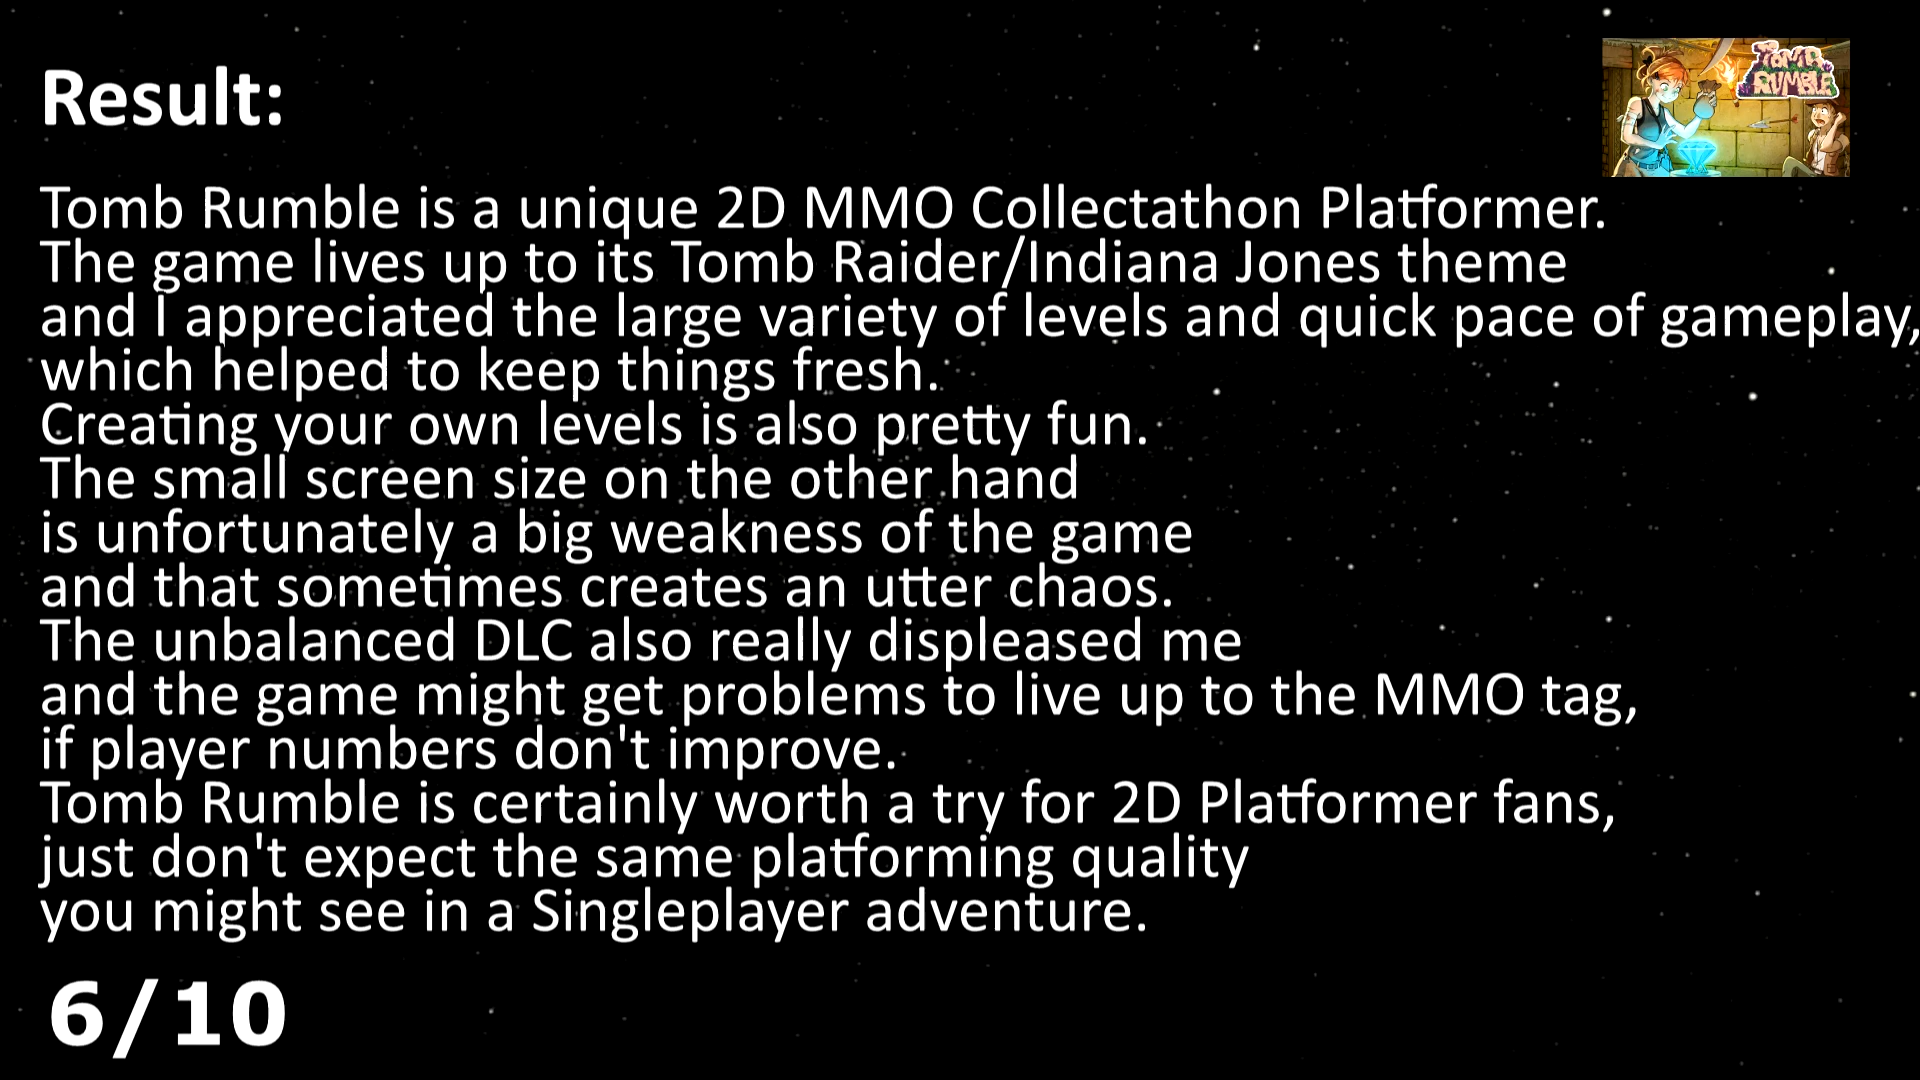 Result:
TOMB
RUMBLE
Tomb Rumble is a unique 2D MMO Collectathon Platformer.
The game lives up to its Tomb Raider/Indiana Jones theme
and I appreciated the large variety of levels and quick pace of gameplay,
which helped to keep things fresh.
Creating your own levels is also pretty fun.
The small screen size on the other hand
is unfortunately a big weakness of the game
and that sometimes creates an utter chaos.
The unbalanced DLC also really displeased me
and the game might get problems to live up to the MMO tag,
if player numbers don't improve.
Tomb Rumble is certainly worth a try for 2D Platformer fans,
just don't expect the same platforming quality
you might see in a Singleplayer adventure.
6/10